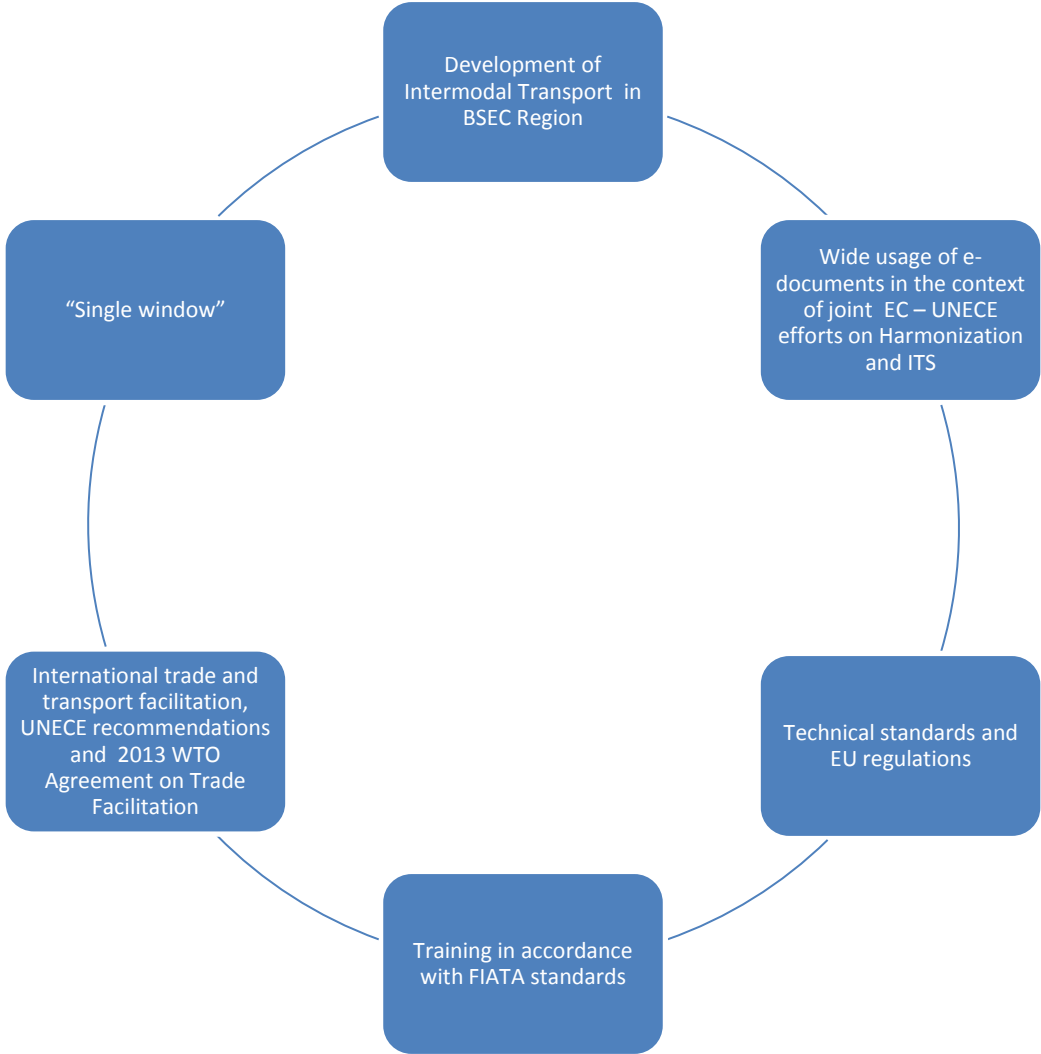 Development of
Intermodal Transport in
BSEC Region
Wide usage of e-
documents in the context
of joint EC – UNECE
efforts on Harmonization
and ITS
Technical standards and
EU regulations
Training in accordance
with FIATA standards
International trade and
transport facilitation,
UNECE recommendations
and 2013 WTO
Agreement on Trade
Facilitation
“Single window”